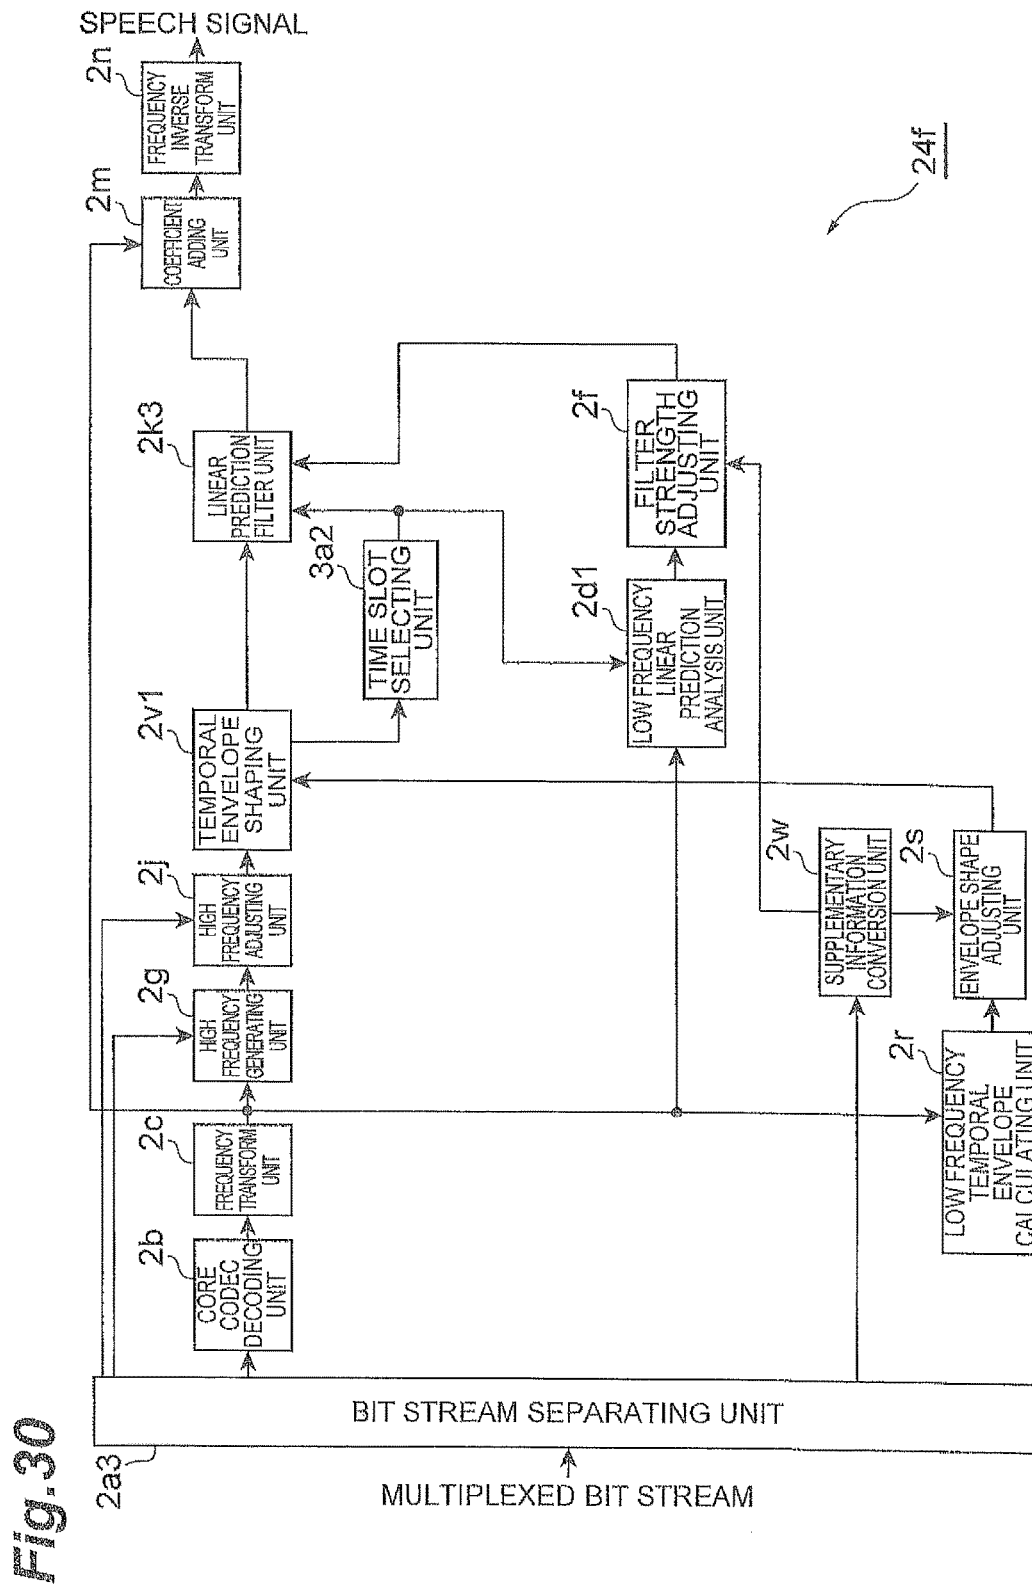 Fig.30
2a3
MULTIPLEXED BIT STREAM
BIT STREAM SEPARATING UNIT
2b
CORE
CODEC
DECODING
UNIT
2c
FREQUENCY
TRANSFORM
UNIT
2g
HIGH
FREQUENCY
GENERATING
UNIT
2j
HIGH
FREQUENCY
ADJUSTING
UNIT
2v1
TEMPORAL
ENVELOPE
SHAPING
UNIT
2k3
LINEAR
PREDICTION
FILTER UNIT
2m
COEFFICIENT
ADDING
UNIT
2n
FREQUENCY
INVERSE
TRANSFORM
UNIT
SPEECH SIGNAL
3a2
TIME SLOT
SELECTING
UNIT
2d1
LOW FREQUENCY
LINEAR
PREDICTION
ANALYSIS UNIT
2f
FILTER
STRENGTH
ADJUSTING
UNIT
2w
SUPPLEMENTARY
INFORMATION
CONVERSION UNIT
2r
LOW FREQUENCY
TEMPORAL
ENVELOPE
CALCULATING UNIT
2s
ENVELOPE SHAPE
ADJUSTING
UNIT
24f